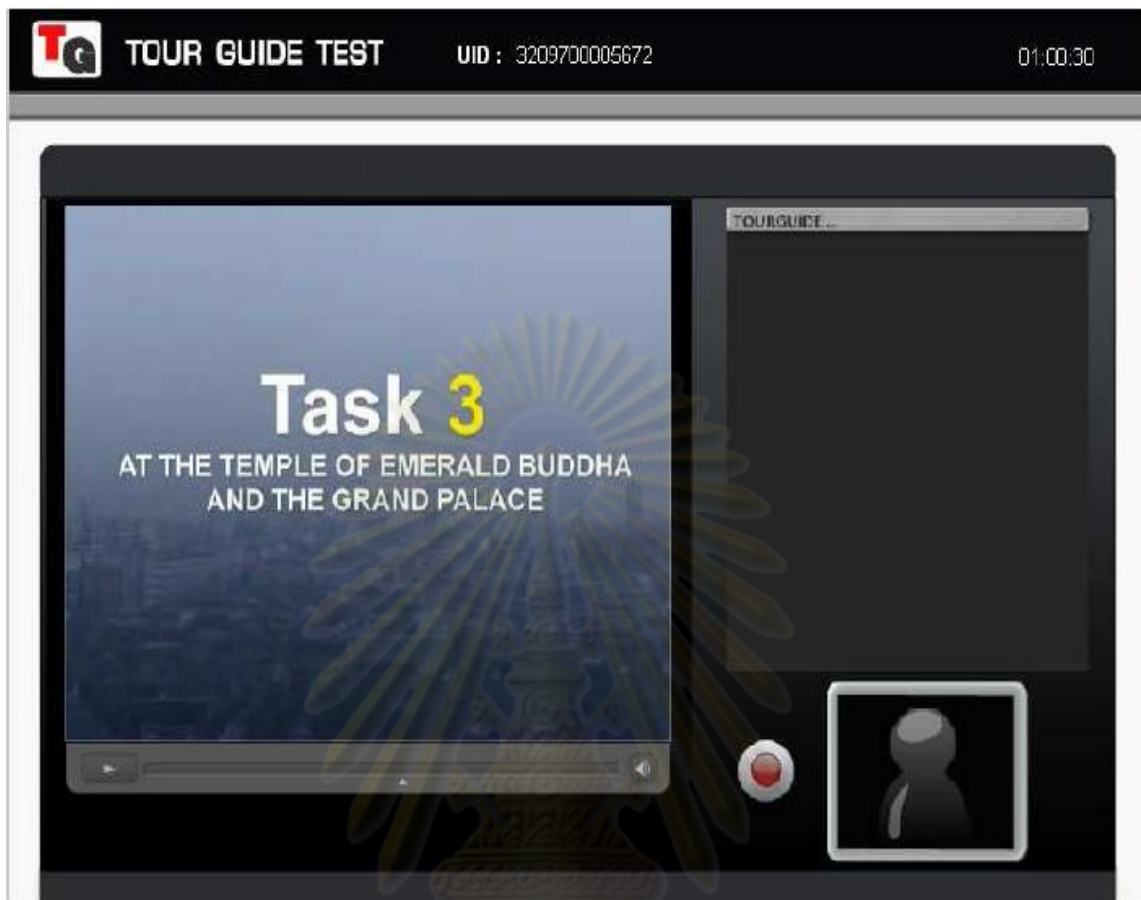 TG TOUR GUIDE TEST UID : 3209700005672 01:00:30
TOURGUIDE...
Task 3
AT THE TEMPLE OF EMERALD BUDDHA
AND THE GRAND PALACE